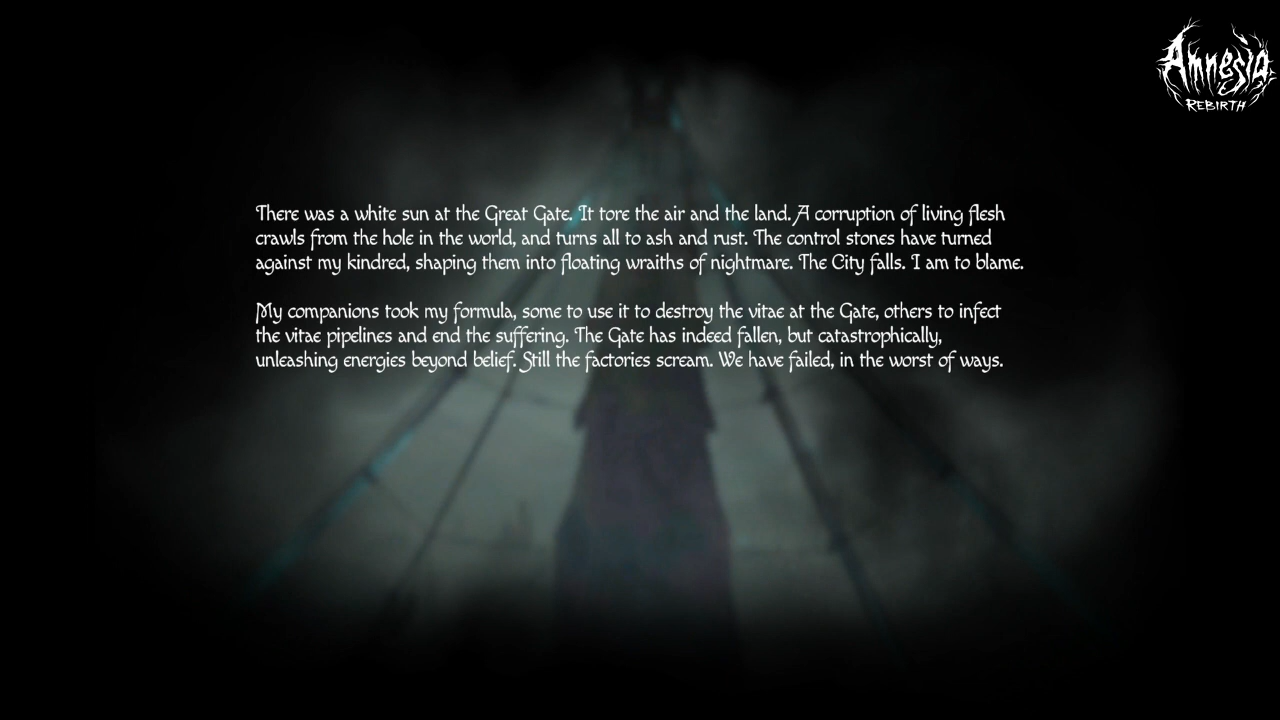 Amnesia
REBIRTH
There was a white sun at the Great Gate. It tore the air and the land. A corruption of living flesh
crawls from the hole in the world, and turns all to ash and rust. The control stones have turned
against my kindred, shaping them into floating wraiths of nightmare. The City falls. I am to blame.
My companions took my formula, some to use it to destroy the vitae at the Gate, others to infect
the vitae pipelines and end the suffering. The Gate has indeed fallen, but catastrophically,
unleashing energies beyond belief. Still the factories scream. We have failed, in the worst of ways.